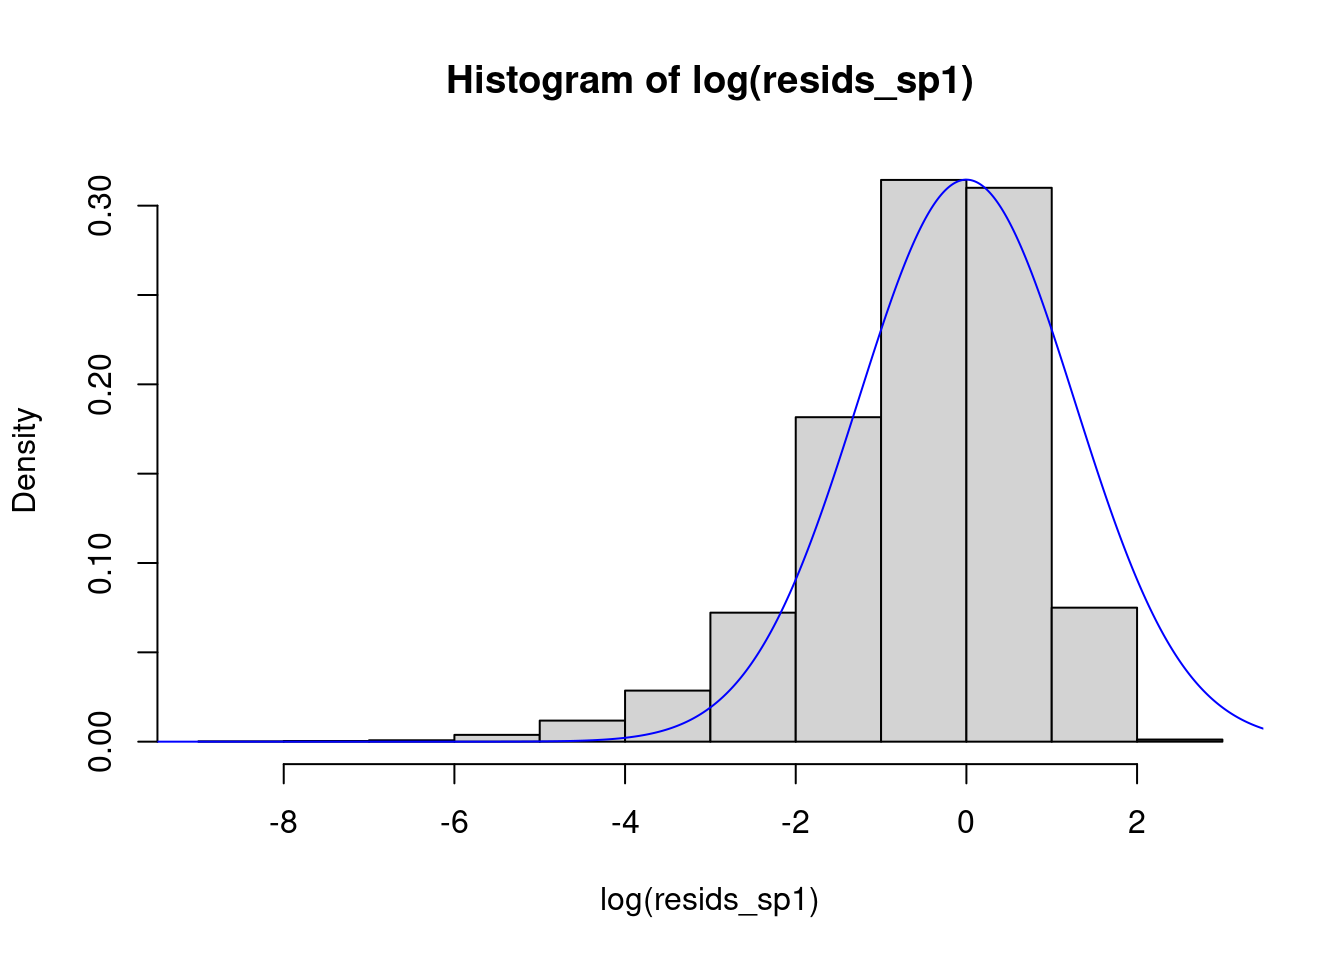 Histogram of log(resids_sp1)
Density
0.30
0.20
0.10
0.00
-8 -6 -4 -2 0 2
log(resids_sp1)